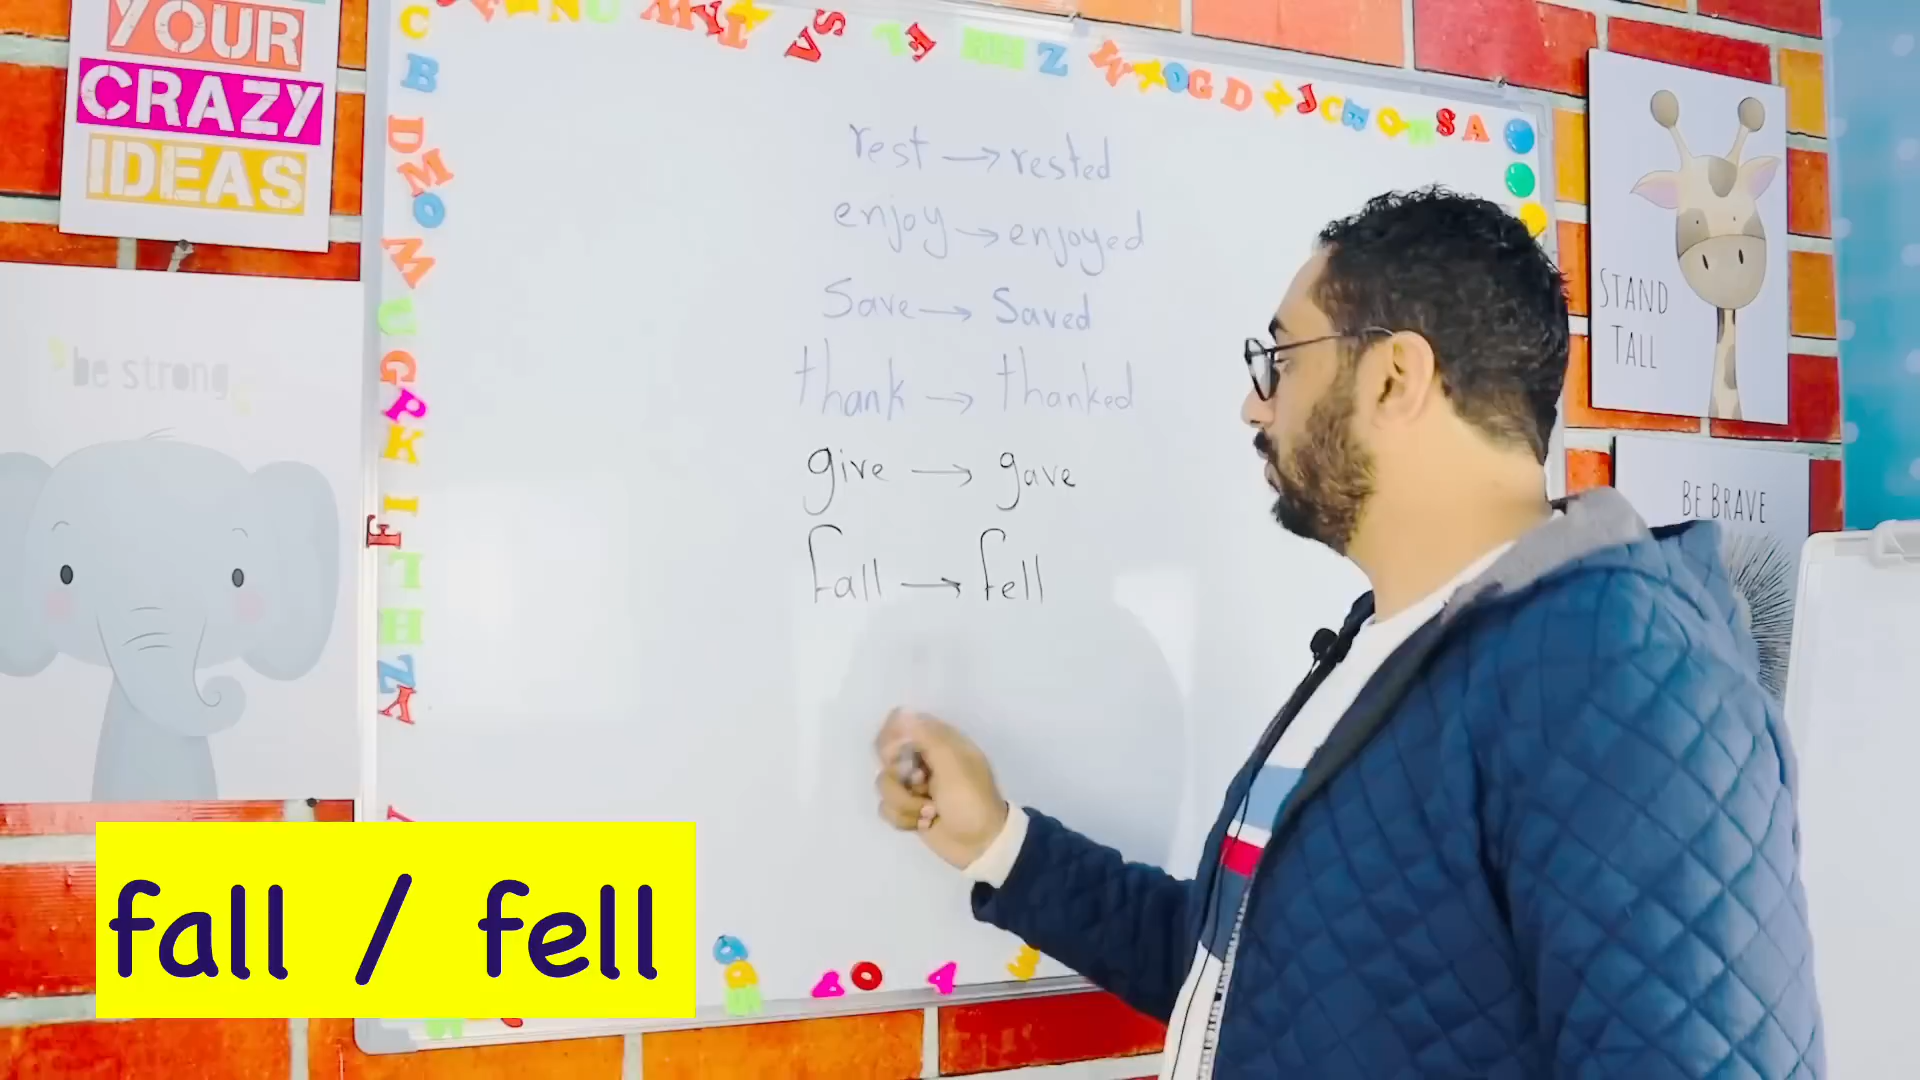 YOUR
CRAZY
IDEAS
be strong
rest → rested
enjoy → enjoyed
Save → Saved
thank → thanked
give → gave
fall → fell
STAND
TALL
BE BRAVE
fall / fell